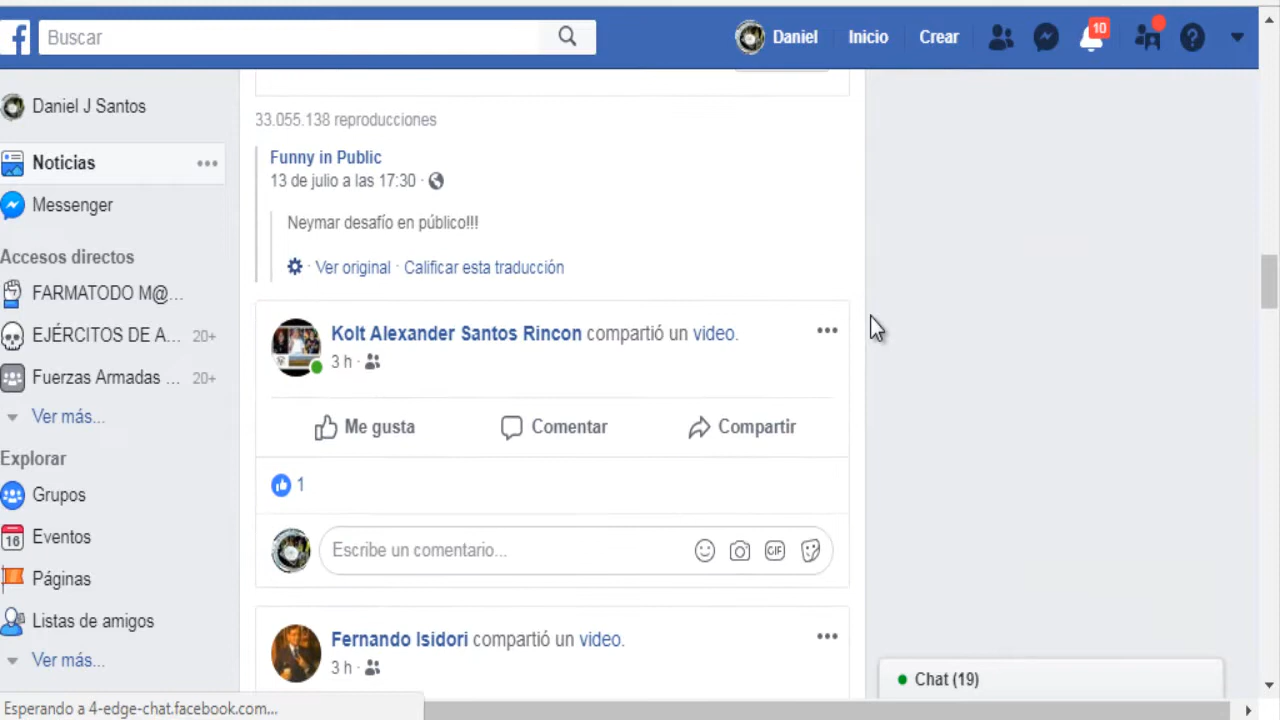 f Buscar Daniel Inicio Crear 10 ?
Daniel J Santos
Noticias
Messenger
Accesos directos
FARMATODO M@...
EJÉRCITOS DE A... 20+
Fuerzas Armadas ... 20+
Ver más...
Explorar
Grupos
16 Eventos
Páginas
Listas de amigos
Ver más...
33.055.138 reproducciones
Funny in Public
13 de julio a las 17:30 ·
Neymar desafío en público!!!
· Ver original · Calificar esta traducción
Kolt Alexander Santos Rincon compartió un video.
3 h ·
Me gusta Comentar Compartir
1
Escribe un comentario... GIF
Fernando Isidori compartió un video.
3 h ·
Chat (19)
Esperando a 4-edge-chat.facebook.com...